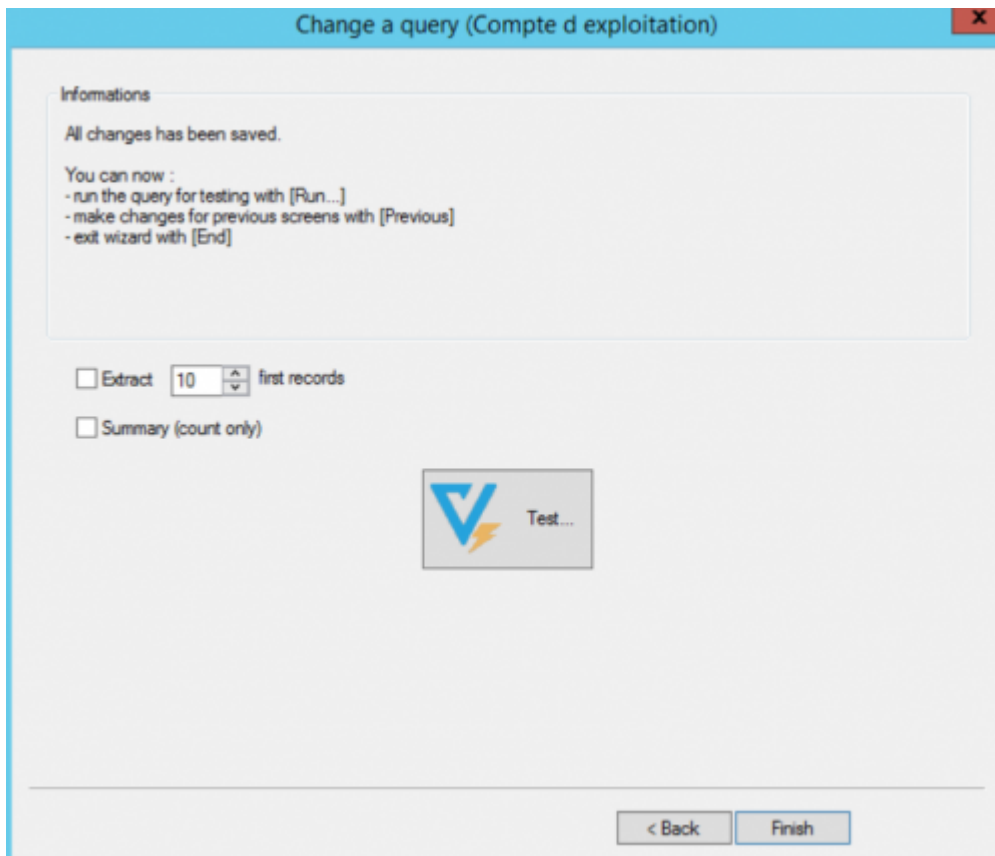 Change a query (Compte d exploitation)
x
Informations
All changes has been saved.
You can now :
- run the query for testing with [Run...]
- make changes for previous screens with [Previous]
- exit wizard with [End]
Extract 10 first records
Summary (count only)
Test...
< Back Finish